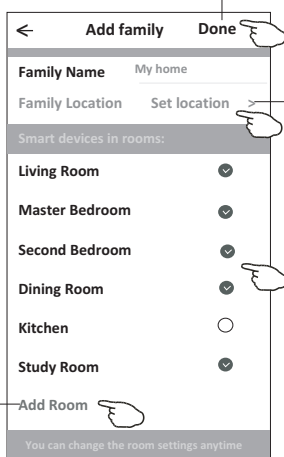 ← Add family Done
Family Name My home
Family Location Set location >
Smart devices in rooms:
Living Room
Master Bedroom
Second Bedroom
Dining Room
Kitchen
Study Room
Add Room
You can change the room settings anytime